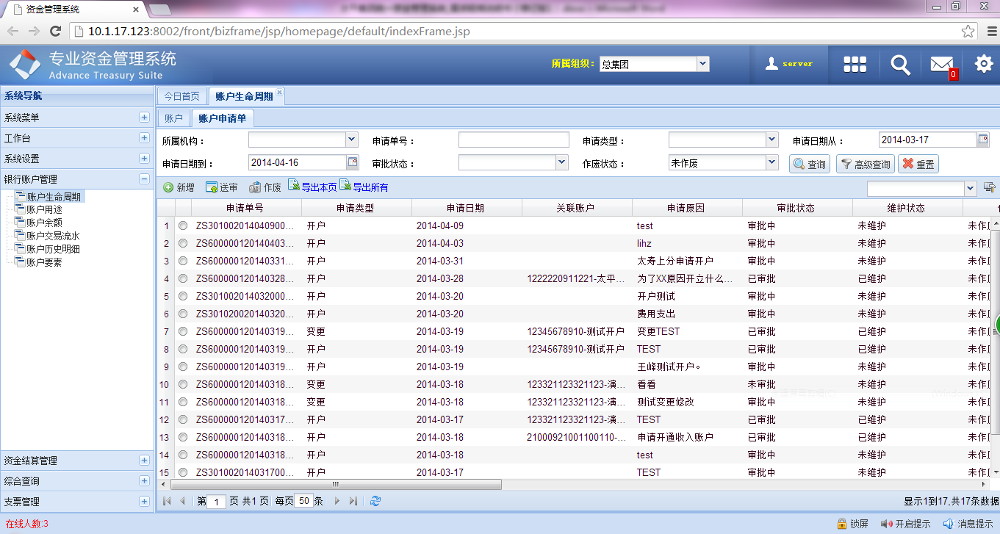 资金管理系统
10.1.17.123:8002/front/bizframe/jsp/homepage/default/indexFrame.jsp
专业资金管理系统
Advance Treasury Suite
所属组织： 总集团
server
0
系统导航
系统菜单
工作台
系统设置
银行账户管理
账户生命周期
账户用途
账户余额
账户交易流水
账户历史明细
账户要素
资金结算管理
综合查询
支票管理
今日首页 账户生命周期
账户 账户申请单
所属机构： 申请单号： 申请类型： 申请日期从： 2014-03-17
申请日期到： 2014-04-16 审批状态： 作废状态： 未作废 查询 高级查询 重置
新增 送审 作废 导出本页 导出所有
申请单号 申请类型 申请日期 关联账户 申请原因 审批状态 维护状态
1 ZS301002014040900... 开户 2014-04-09 test 审批中 未维护 未作
2 ZS600000120140403... 开户 2014-04-03 lihz 审批中 未维护 未作
3 ZS600000120140331... 开户 2014-03-31 太寿上分申请开户 审批中 未维护 未作
4 ZS600000120140328... 开户 2014-03-28 1222220911221-太平... 为了XX原因开立什么... 已审批 已维护 未作
5 ZS301002014032000... 开户 2014-03-20 开户测试 审批中 未维护 未作
6 ZS301020020140320... 开户 2014-03-20 费用支出 审批中 未维护 未作
7 ZS600000120140319... 变更 2014-03-19 12345678910-测试开户 变更TEST 已审批 已维护 未作
8 ZS600000120140319... 开户 2014-03-19 12345678910-测试开户 TEST 已审批 已维护 未作
9 ZS600000120140319... 开户 2014-03-19 王峰测试开户。 审批中 未维护 未作
10 ZS600000120140318... 变更 2014-03-18 123321123321123-演... 看看 未审批 未维护 未作
11 ZS600000120140318... 变更 2014-03-18 123321123321123-演... 测试变更修改 审批中 未维护 未作
12 ZS600000120140317... 开户 2014-03-17 123321123321123-演... TEST 已审批 已维护 未作
13 ZS600000120140318... 开户 2014-03-18 21000921001100110-... 申请开通收入账户 已审批 已维护 未作
14 ZS600000120140318... 开户 2014-03-18 test 审批中 未维护 未作
15 ZS301002014031700... 开户 2014-03-17 TEST 审批中 未维护 未作
第 1 页 共1 页 每页 50 条 显示1到17,共17条数据
在线人数:3 锁屏 开启提示 消息提示